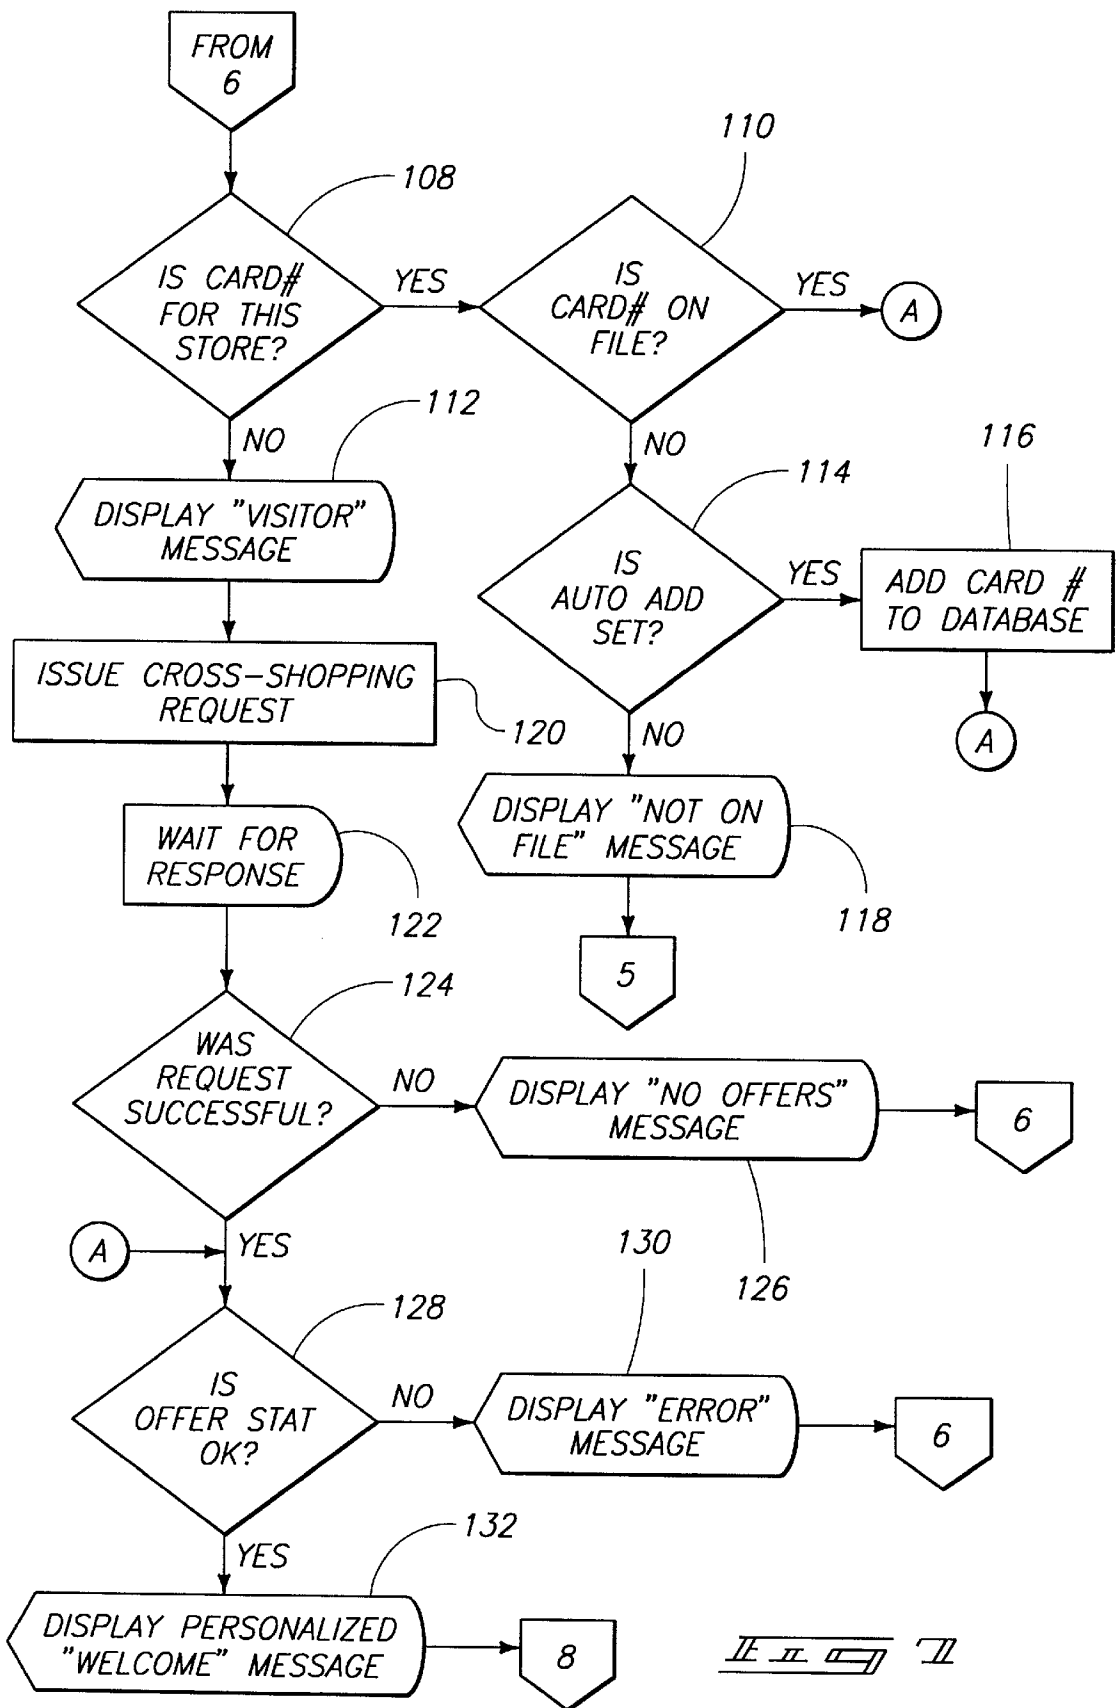 FROM
6
108
110
IS CARD#
FOR THIS
STORE?
YES
IS
CARD# ON
FILE?
YES
A
NO
112
DISPLAY "VISITOR"
MESSAGE
NO
114
116
IS
AUTO ADD
SET?
YES
ADD CARD #
TO DATABASE
A
ISSUE CROSS-SHOPPING
REQUEST
120
NO
DISPLAY "NOT ON
FILE" MESSAGE
118
5
WAIT FOR
RESPONSE
122
124
WAS
REQUEST
SUCCESSFUL?
NO
DISPLAY "NO OFFERS"
MESSAGE
126
6
A
YES
128
130
IS
OFFER STAT
OK?
NO
DISPLAY "ERROR"
MESSAGE
6
YES
132
DISPLAY PERSONALIZED
"WELCOME" MESSAGE
8
Fig 7